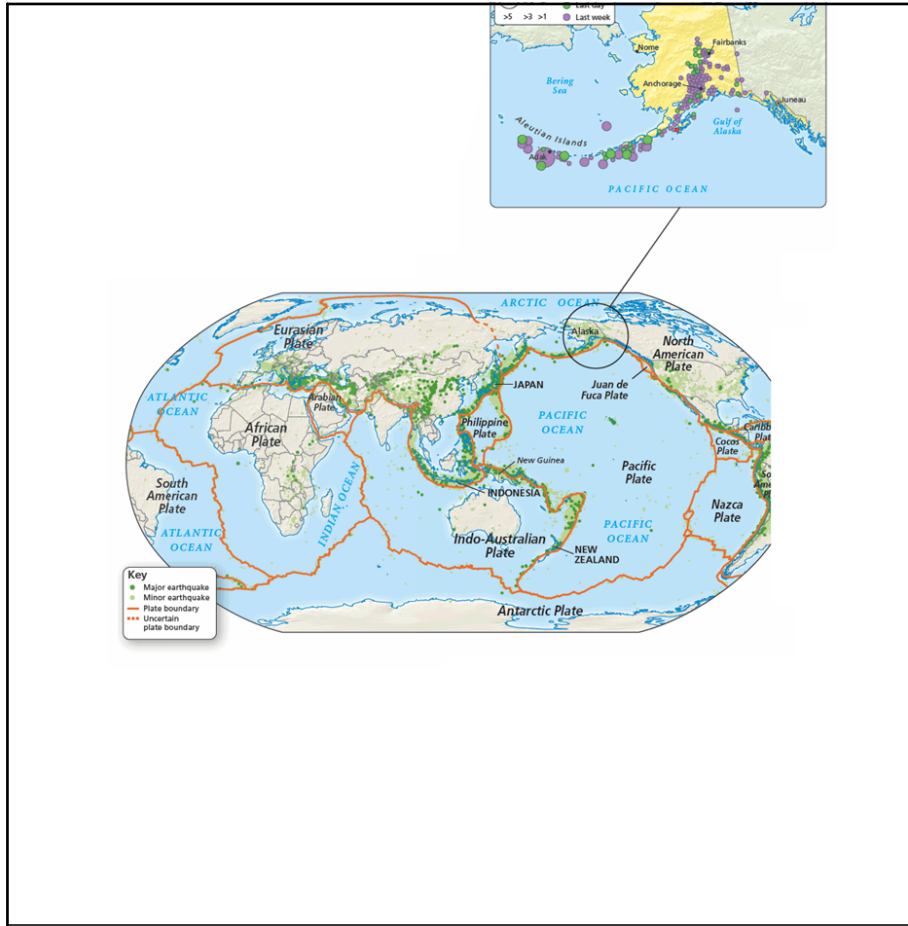 Last day
>5 >3 >1
Last week
Nome
Fairbanks
Bering
Sea
Anchorage
Juneau
Gulf of
Alaska
Aleutian Islands
Adak
PACIFIC OCEAN
ARCTIC OCEAN
Eurasian
Plate
Alaska
North
American
Plate
JAPAN
Juan de
Fuca Plate
ATLANTIC
OCEAN
Arabian
Plate
African
Plate
Philippine
Plate
PACIFIC
OCEAN
Cocos
Plate
New Guinea
Pacific
Plate
South
American
Plate
INDIAN OCEAN
INDONESIA
Nazca
Plate
ATLANTIC
OCEAN
Indo-Australian
Plate
PACIFIC
OCEAN
NEW
ZEALAND
Antarctic Plate
Key
Major earthquake
Minor earthquake
Plate boundary
Uncertain
plate boundary